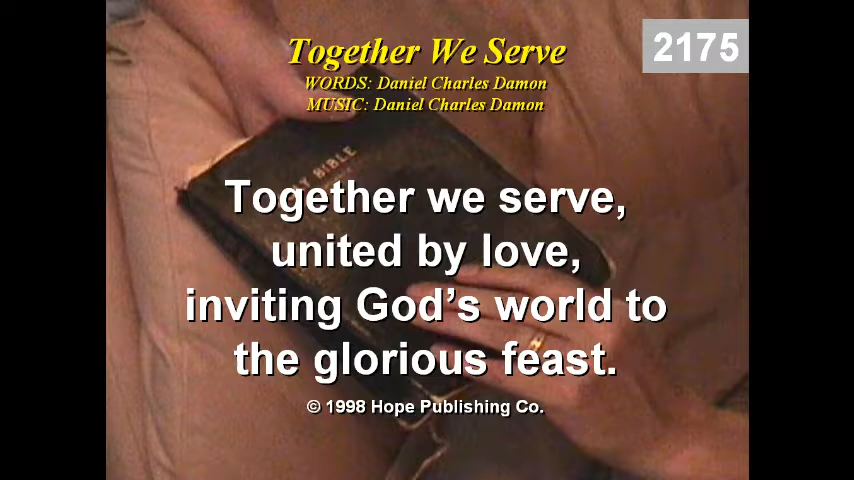 Together We Serve
2175
WORDS: Daniel Charles Damon
MUSIC: Daniel Charles Damon
Y BIBLE
Together we serve,
united by love,
inviting God’s world to
the glorious feast.
© 1998 Hope Publishing Co.